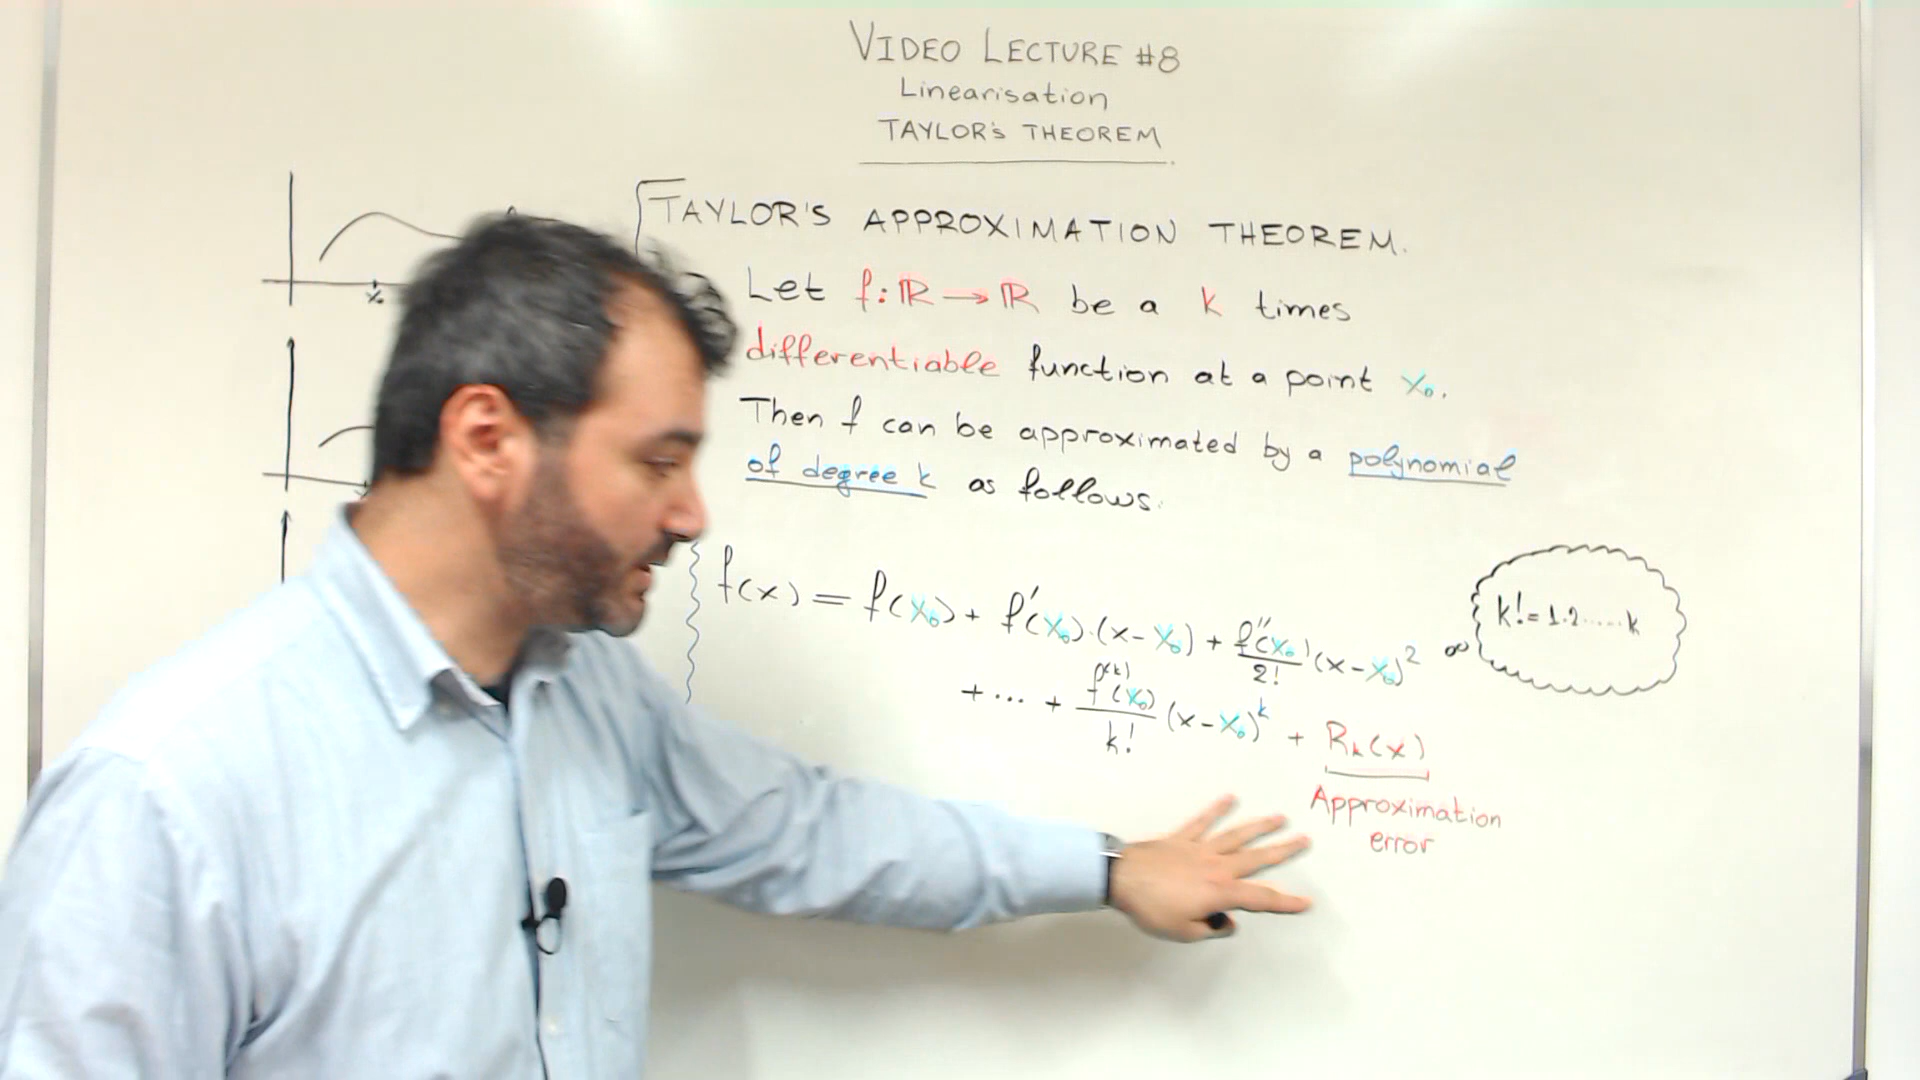 VIDEO LECTURE #8
Linearisation
TAYLOR's THEOREM
TAYLOR'S APPROXIMATION THEOREM.
Let f: ℝ → ℝ be a k times
differentiable function at a point x₀.
Then f can be approximated by a polynomial
of degree k as follows:
f(x) = f(x₀) + f'(x₀)·(x-x₀) + f''(x₀)/2! (x-x₀)²
+ ... + f⁽ᵏ⁾(x₀)/k! (x-x₀)ᵏ + Rₖ(x)
Approximation
error
k! = 1·2·....·k
x₀